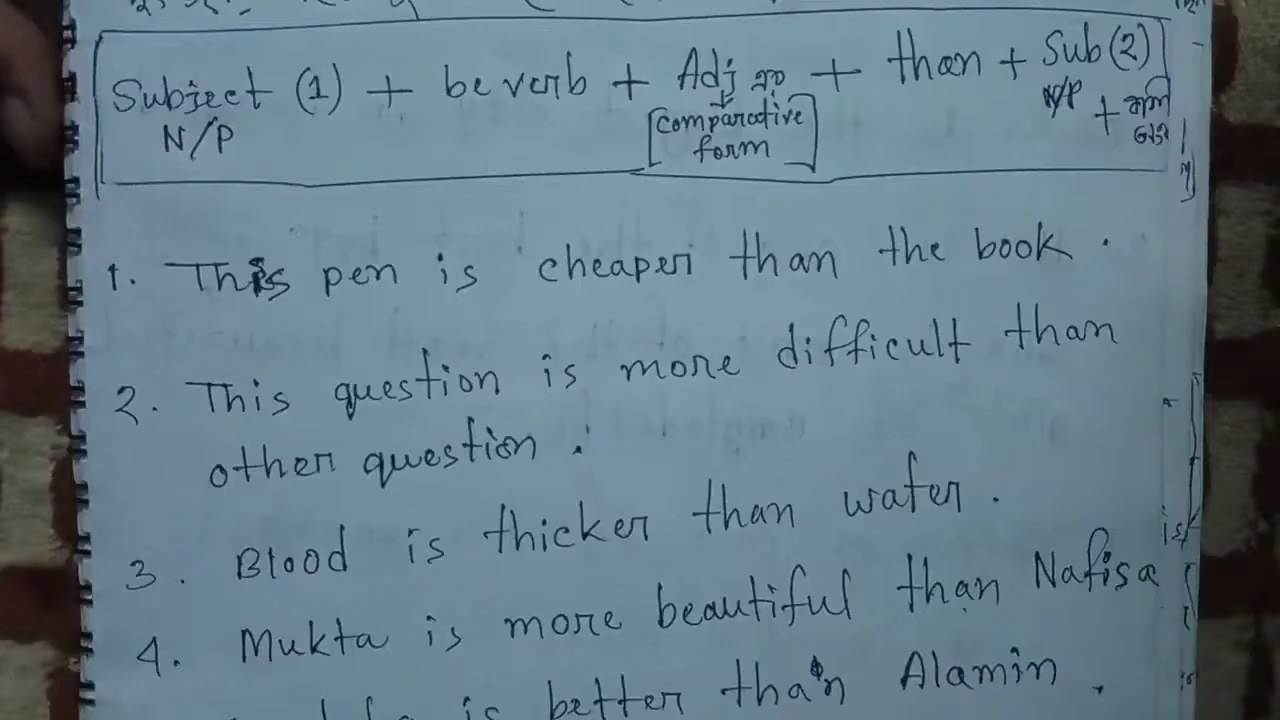 Subject (1) + be verb + Adj এর + than + Sub (2)
N/P [comparative form] N/P +
1. This pen is cheaper than the book.
2. This question is more difficult than
other question.
3. Blood is thicker than water.
4. Mukta is more beautiful than Nafisa
is better than Alamin.